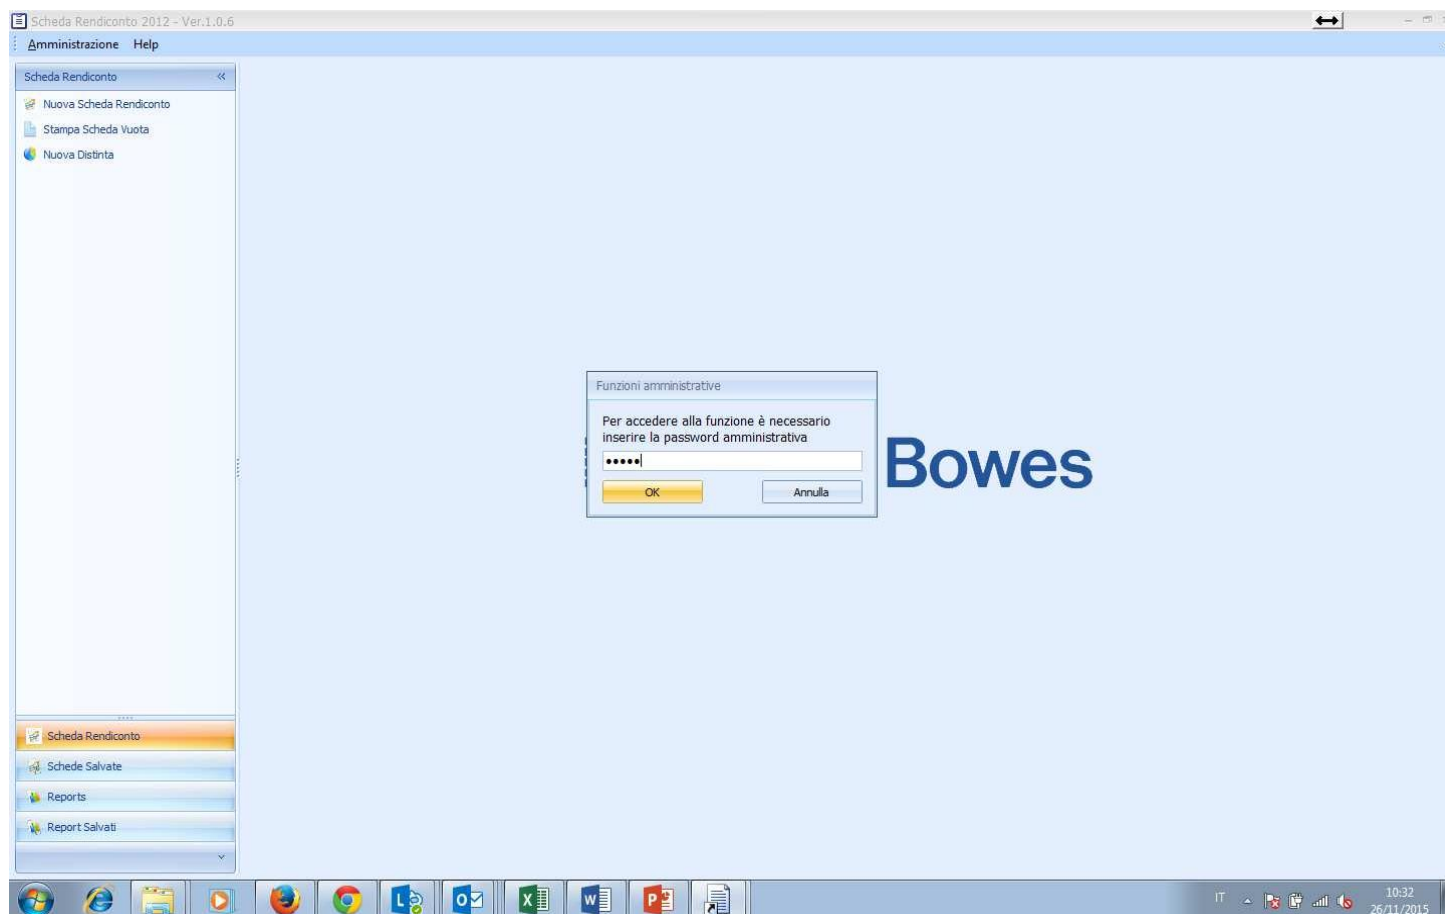 Scheda Rendiconto 2012 - Ver.1.0.6
Amministrazione Help
Scheda Rendiconto
Nuova Scheda Rendiconto
Stampa Scheda Vuota
Nuova Distinta
Funzioni amministrative
Per accedere alla funzione è necessario
inserire la password amministrativa
•••••
OK Annulla
Bowes
Scheda Rendiconto
Schede Salvate
Reports
Report Salvati
IT
10:32
26/11/2015